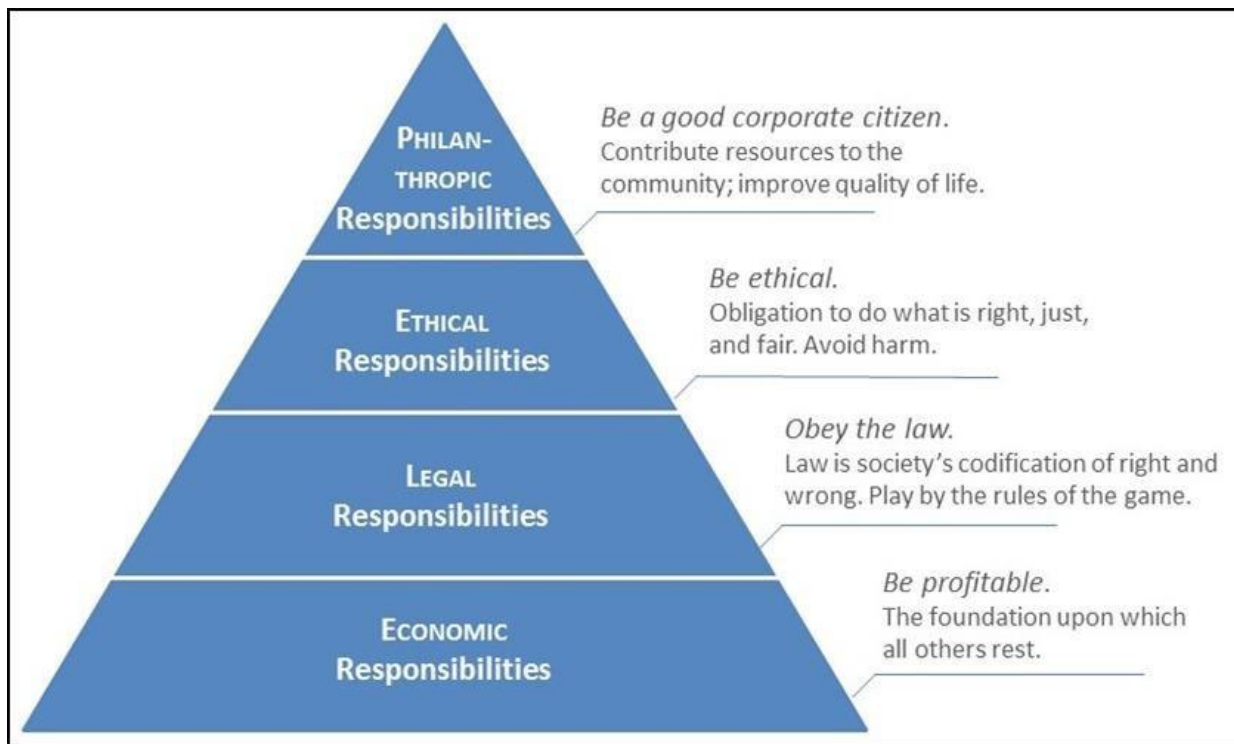 PHILAN-
THROPIC
Responsibilities
Be a good corporate citizen.
Contribute resources to the
community; improve quality of life.
ETHICAL
Responsibilities
Be ethical.
Obligation to do what is right, just,
and fair. Avoid harm.
LEGAL
Responsibilities
Obey the law.
Law is society’s codification of right and
wrong. Play by the rules of the game.
ECONOMIC
Responsibilities
Be profitable.
The foundation upon which
all others rest.